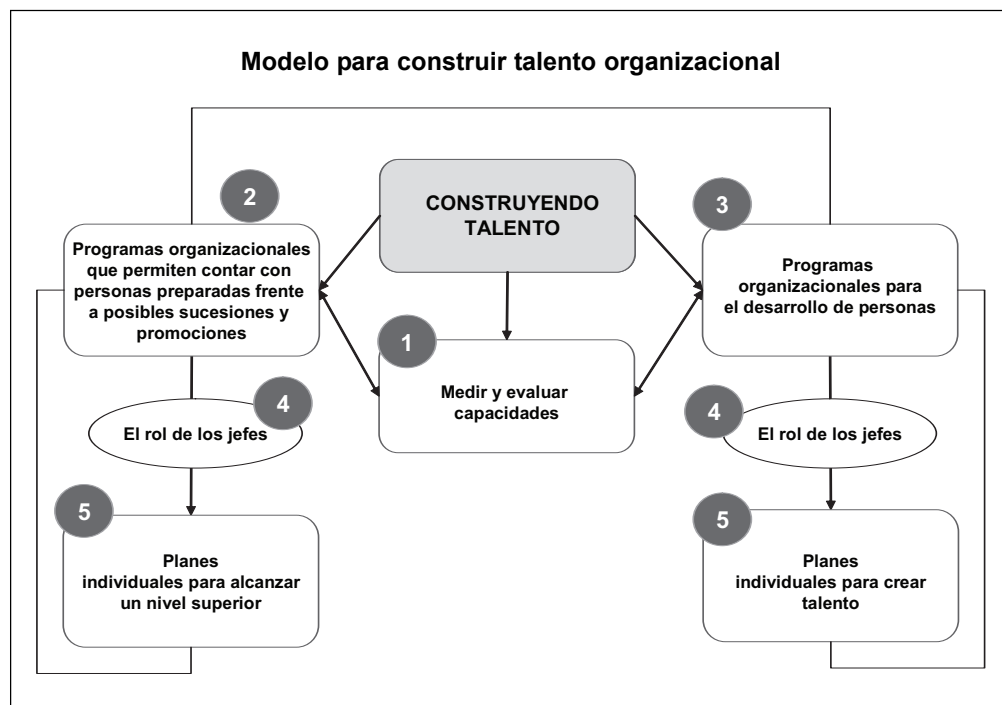 Modelo para construir talento organizacional
CONSTRUYENDO
TALENTO
2
Programas organizacionales
que permiten contar con
personas preparadas frente
a posibles sucesiones y
promociones
3
Programas
organizacionales para
el desarrollo de personas
1
Medir y evaluar
capacidades
4
El rol de los jefes
4
El rol de los jefes
5
Planes
individuales para alcanzar
un nivel superior
5
Planes
individuales para crear
talento